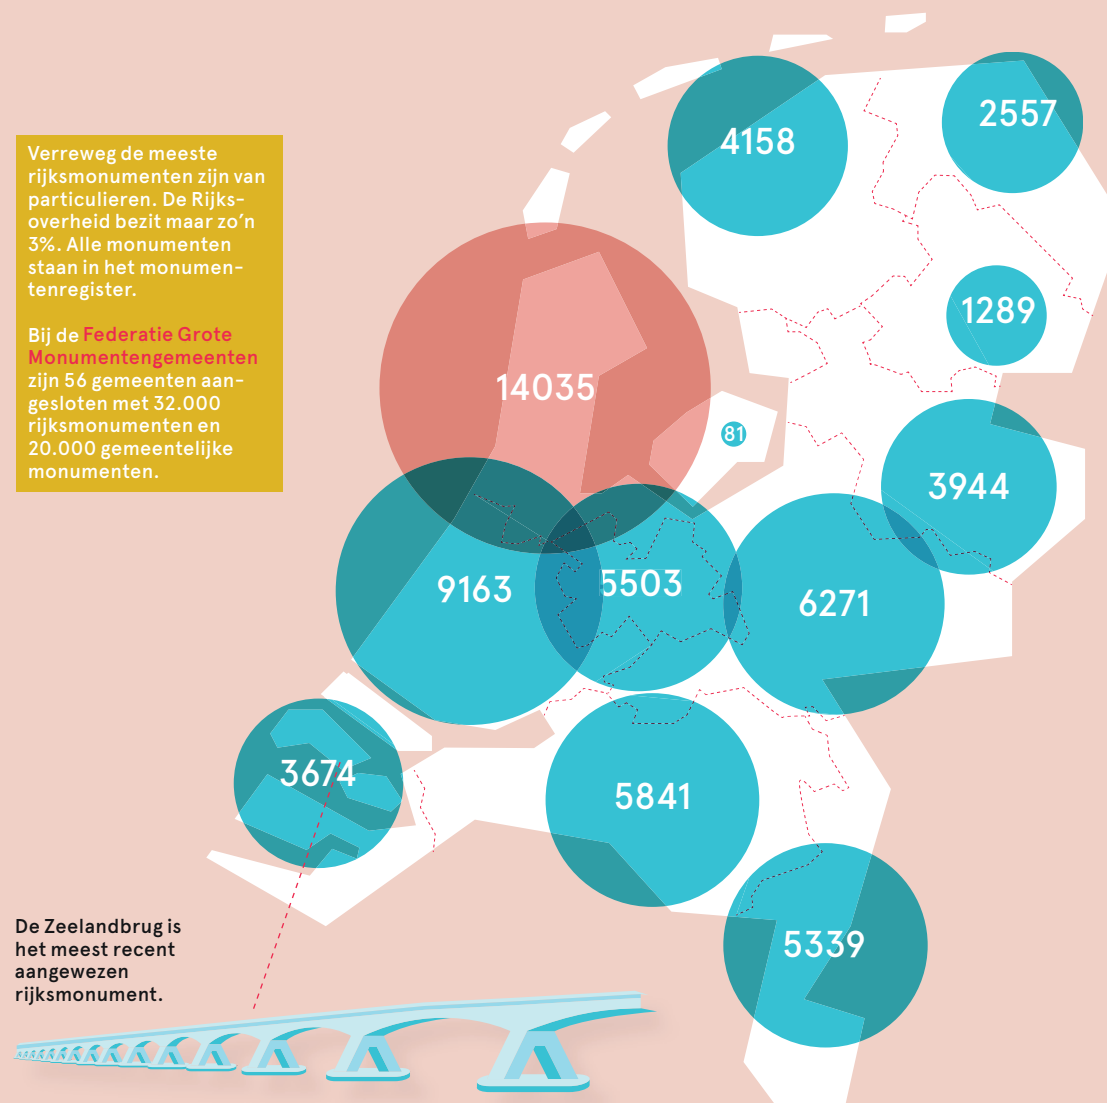 Verreweg de meeste
rijksmonumenten zijn van
particulieren. De Rijks-
overheid bezit maar zo’n
3%. Alle monumenten
staan in het monumen-
tenregister.
Bij de Federatie Grote
Monumentengemeenten
zijn 56 gemeenten aan-
gesloten met 32.000
rijksmonumenten en
20.000 gemeentelijke
monumenten.
4158
2557
1289
14035
81
3944
9163
5503
6271
3674
5841
5339
De Zeelandbrug is
het meest recent
aangewezen
rijksmonument.